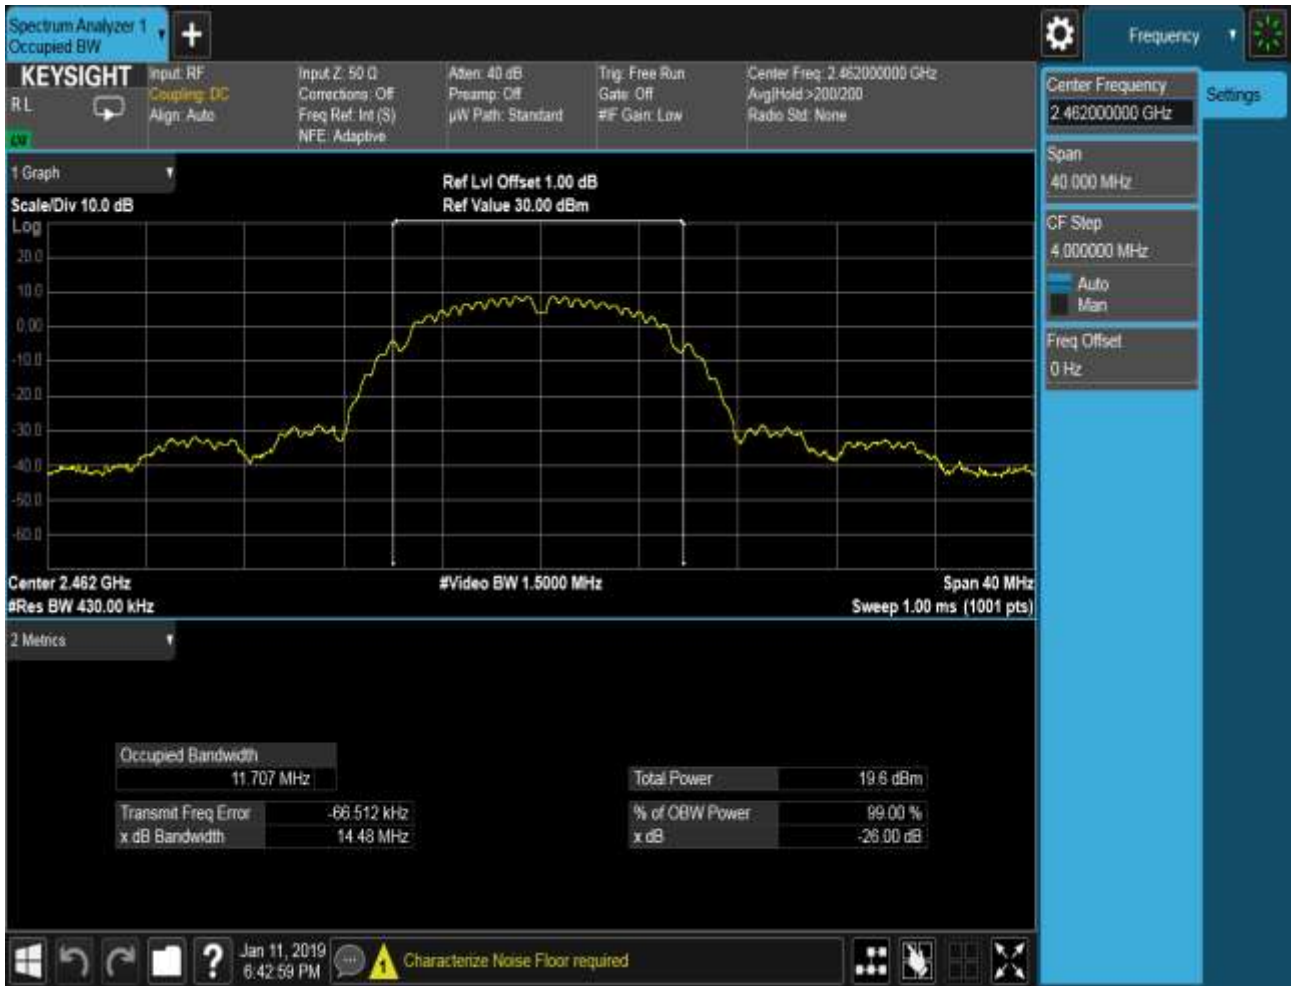 Spectrum Analyzer 1
Occupied BW
+
Frequency
KEYSIGHT
RL
LXI
Input: RF
Coupling: DC
Align: Auto
Input Z: 50 Ω
Corrections: Off
Freq Ref: Int (S)
NFE: Adaptive
Atten: 40 dB
Preamp: Off
µW Path: Standard
Trig: Free Run
Gate: Off
#IF Gain: Low
Center Freq: 2.462000000 GHz
Avg|Hold:>200/200
Radio Std: None
Center Frequency
2.462000000 GHz
Settings
Span
40.000 MHz
CF Step
4.000000 MHz
Auto
Man
Freq Offset
0 Hz
1 Graph
Scale/Div 10.0 dB
Ref Lvl Offset 1.00 dB
Ref Value 30.00 dBm
Log
20.0
10.0
0.00
-10.0
-20.0
-30.0
-40.0
-50.0
-60.0
Center 2.462 GHz
#Video BW 1.5000 MHz
Span 40 MHz
#Res BW 430.00 kHz
Sweep 1.00 ms (1001 pts)
2 Metrics
Occupied Bandwidth
11.707 MHz
Total Power 19.6 dBm
Transmit Freq Error -66.512 kHz
% of OBW Power 99.00 %
x dB Bandwidth 14.48 MHz
x dB -26.00 dB
?
Jan 11, 2019
6:42:59 PM
1
Characterize Noise Floor required